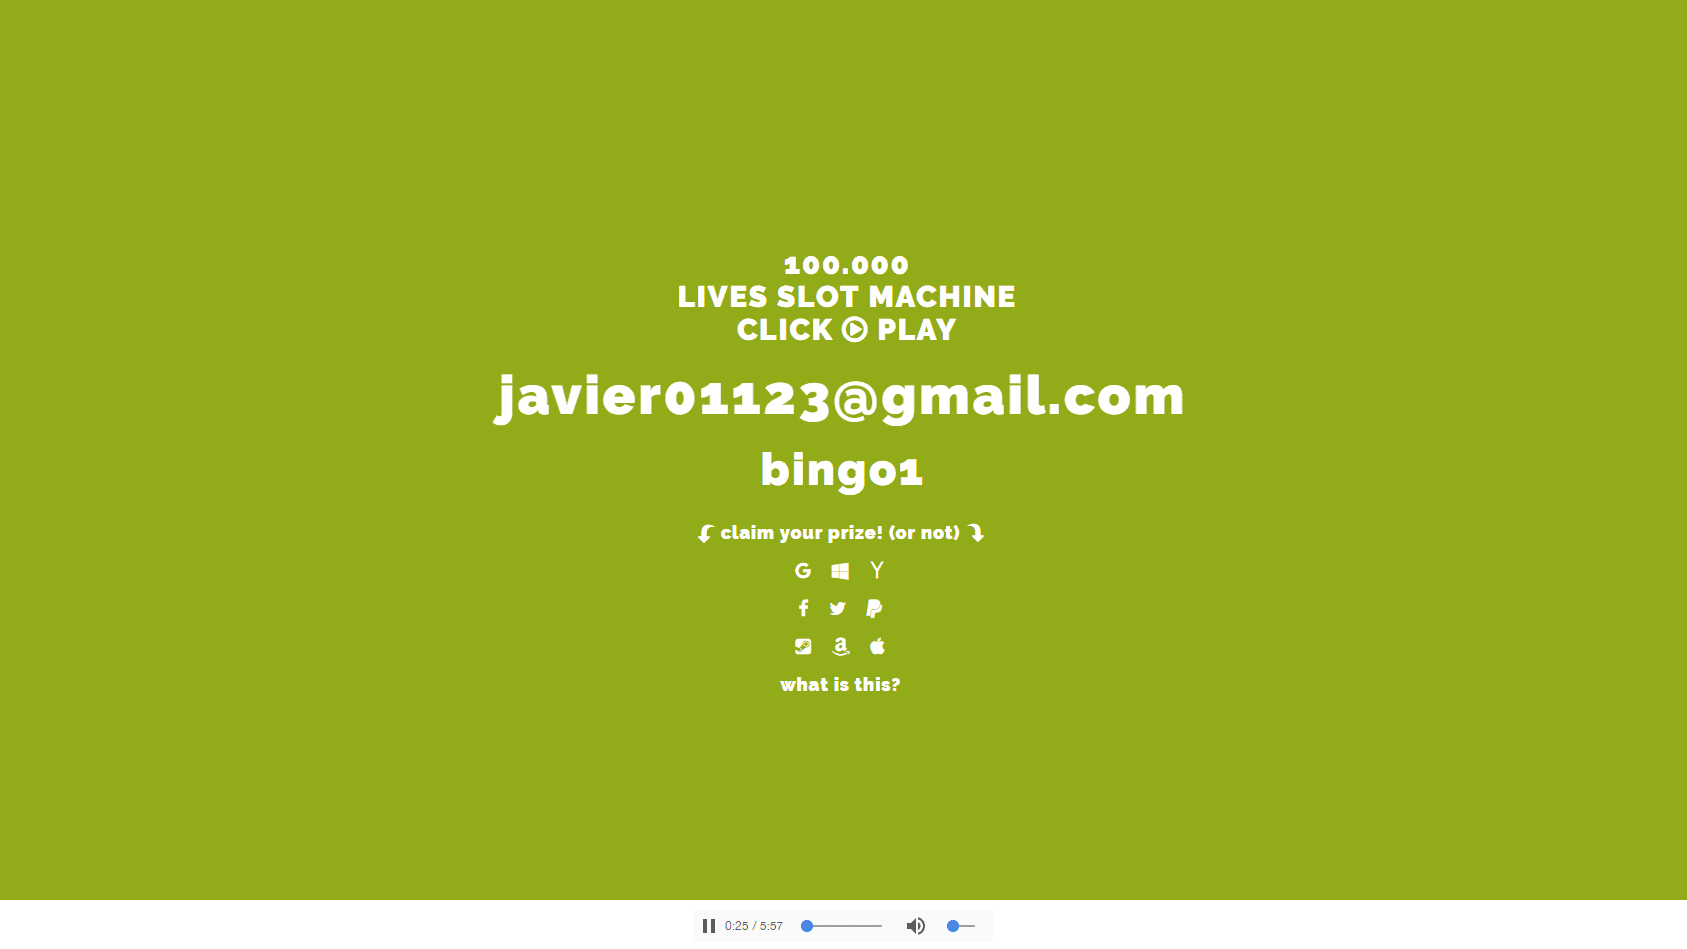 100.000
LIVES SLOT MACHINE
CLICK PLAY
javier01123@gmail.com
bingo1
claim your prize! (or not)
what is this?
0:25 / 5:57